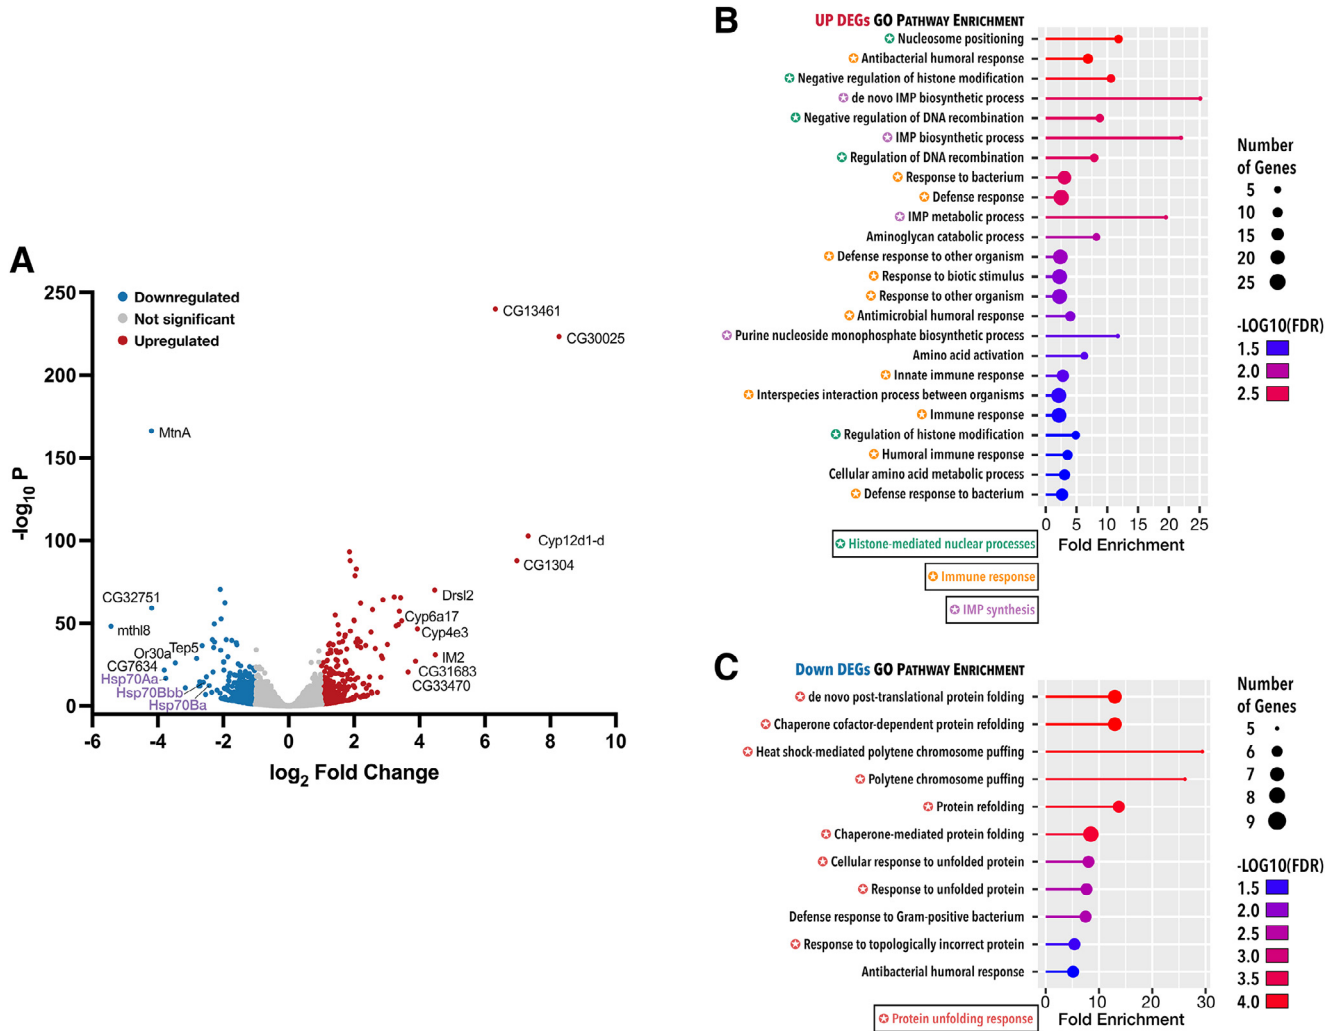 A
250
200
150
100
50
0
-6
-4
-2
0
2
4
6
8
10
-log10 P
log2 Fold Change
Downregulated
Not significant
Upregulated
CG13461
CG30025
MtnA
Cyp12d1-d
CG1304
CG32751
Drsl2
mthl8
Cyp6a17
Cyp4e3
Tep5
Or30a
IM2
CG7634
CG31683
Hsp70Aa
CG33470
Hsp70Bbb
Hsp70Ba
B
UP DEGs GO PATHWAY ENRICHMENT
Nucleosome positioning
Antibacterial humoral response
Negative regulation of histone modification
de novo IMP biosynthetic process
Negative regulation of DNA recombination
IMP biosynthetic process
Regulation of DNA recombination
Response to bacterium
Defense response
IMP metabolic process
Aminoglycan catabolic process
Defense response to other organism
Response to biotic stimulus
Response to other organism
Antimicrobial humoral response
Purine nucleoside monophosphate biosynthetic process
Amino acid activation
Innate immune response
Interspecies interaction process between organisms
Immune response
Regulation of histone modification
Humoral immune response
Cellular amino acid metabolic process
Defense response to bacterium
0
5
10
15
20
25
Fold Enrichment
Histone-mediated nuclear processes
Immune response
IMP synthesis
Number
of Genes
5
10
15
20
25
-LOG10(FDR)
1.5
2.0
2.5
C
Down DEGs GO PATHWAY ENRICHMENT
de novo post-translational protein folding
Chaperone cofactor-dependent protein refolding
Heat shock-mediated polytene chromosome puffing
Polytene chromosome puffing
Protein refolding
Chaperone-mediated protein folding
Cellular response to unfolded protein
Response to unfolded protein
Defense response to Gram-positive bacterium
Response to topologically incorrect protein
Antibacterial humoral response
0
10
20
30
Fold Enrichment
Protein unfolding response
Number
of Genes
5
6
7
8
9
-LOG10(FDR)
1.5
2.0
2.5
3.0
3.5
4.0